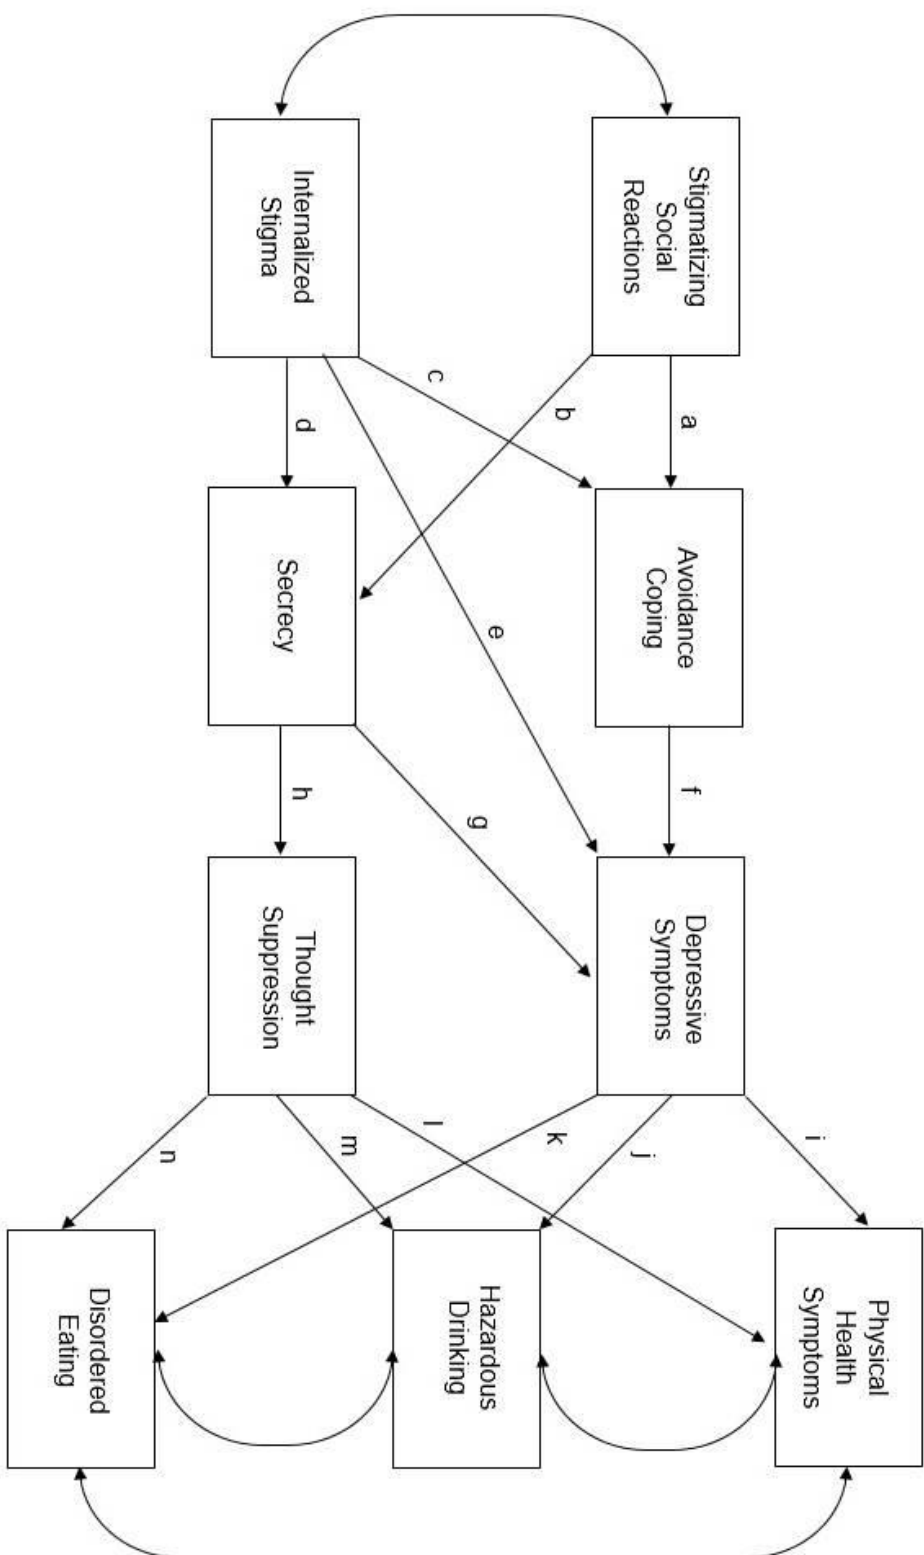 Stigmatizing
Social
Reactions
Internalized
Stigma
a
b
c
d
e
Avoidance
Coping
Secrecy
f
g
h
Depressive
Symptoms
Thought
Suppression
i
j
k
l
m
n
Physical
Health
Symptoms
Hazardous
Drinking
Disordered
Eating